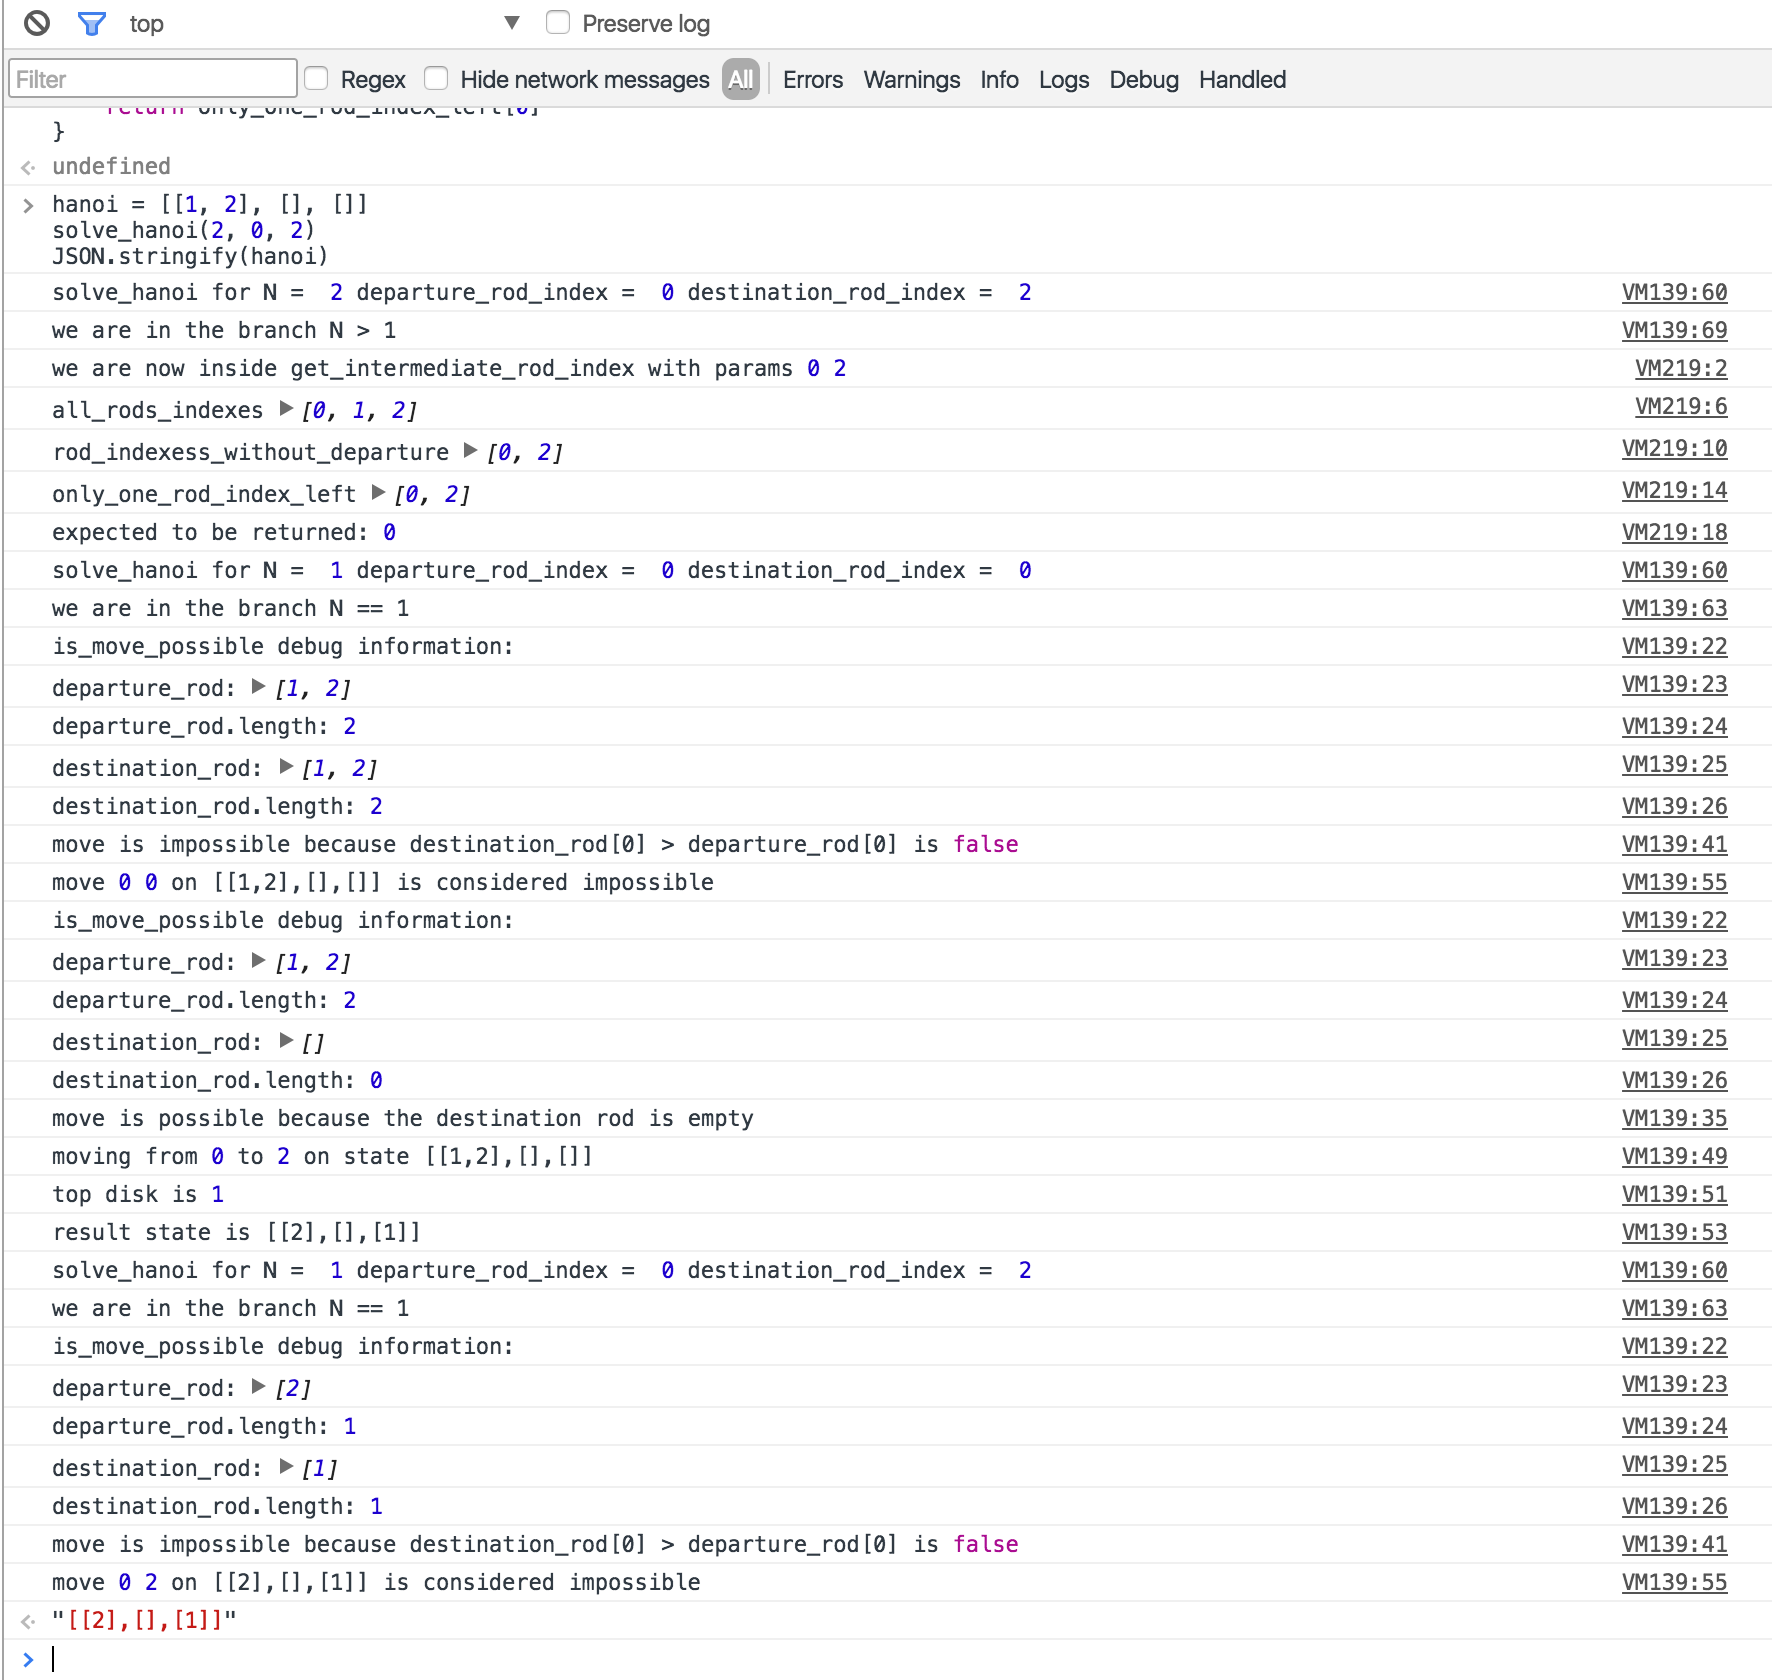 top ▼ Preserve log
Filter Regex Hide network messages All Errors Warnings Info Logs Debug Handled
return only_one_rod_index_left[0]
}
undefined
hanoi = [[1, 2], [], []]
solve_hanoi(2, 0, 2)
JSON.stringify(hanoi)
solve_hanoi for N =  2 departure_rod_index =  0 destination_rod_index =  2 VM139:60
we are in the branch N > 1 VM139:69
we are now inside get_intermediate_rod_index with params 0 2 VM219:2
all_rods_indexes ▶[0, 1, 2] VM219:6
rod_indexess_without_departure ▶[0, 2] VM219:10
only_one_rod_index_left ▶[0, 2] VM219:14
expected to be returned: 0 VM219:18
solve_hanoi for N =  1 departure_rod_index =  0 destination_rod_index =  0 VM139:60
we are in the branch N == 1 VM139:63
is_move_possible debug information: VM139:22
departure_rod: ▶[1, 2] VM139:23
departure_rod.length: 2 VM139:24
destination_rod: ▶[1, 2] VM139:25
destination_rod.length: 2 VM139:26
move is impossible because destination_rod[0] > departure_rod[0] is false VM139:41
move 0 0 on [[1,2],[],[]] is considered impossible VM139:55
is_move_possible debug information: VM139:22
departure_rod: ▶[1, 2] VM139:23
departure_rod.length: 2 VM139:24
destination_rod: ▶[] VM139:25
destination_rod.length: 0 VM139:26
move is possible because the destination rod is empty VM139:35
moving from 0 to 2 on state [[1,2],[],[]] VM139:49
top disk is 1 VM139:51
result state is [[2],[],[1]] VM139:53
solve_hanoi for N =  1 departure_rod_index =  0 destination_rod_index =  2 VM139:60
we are in the branch N == 1 VM139:63
is_move_possible debug information: VM139:22
departure_rod: ▶[2] VM139:23
departure_rod.length: 1 VM139:24
destination_rod: ▶[1] VM139:25
destination_rod.length: 1 VM139:26
move is impossible because destination_rod[0] > departure_rod[0] is false VM139:41
move 0 2 on [[2],[],[1]] is considered impossible VM139:55
"[[2],[],[1]]"